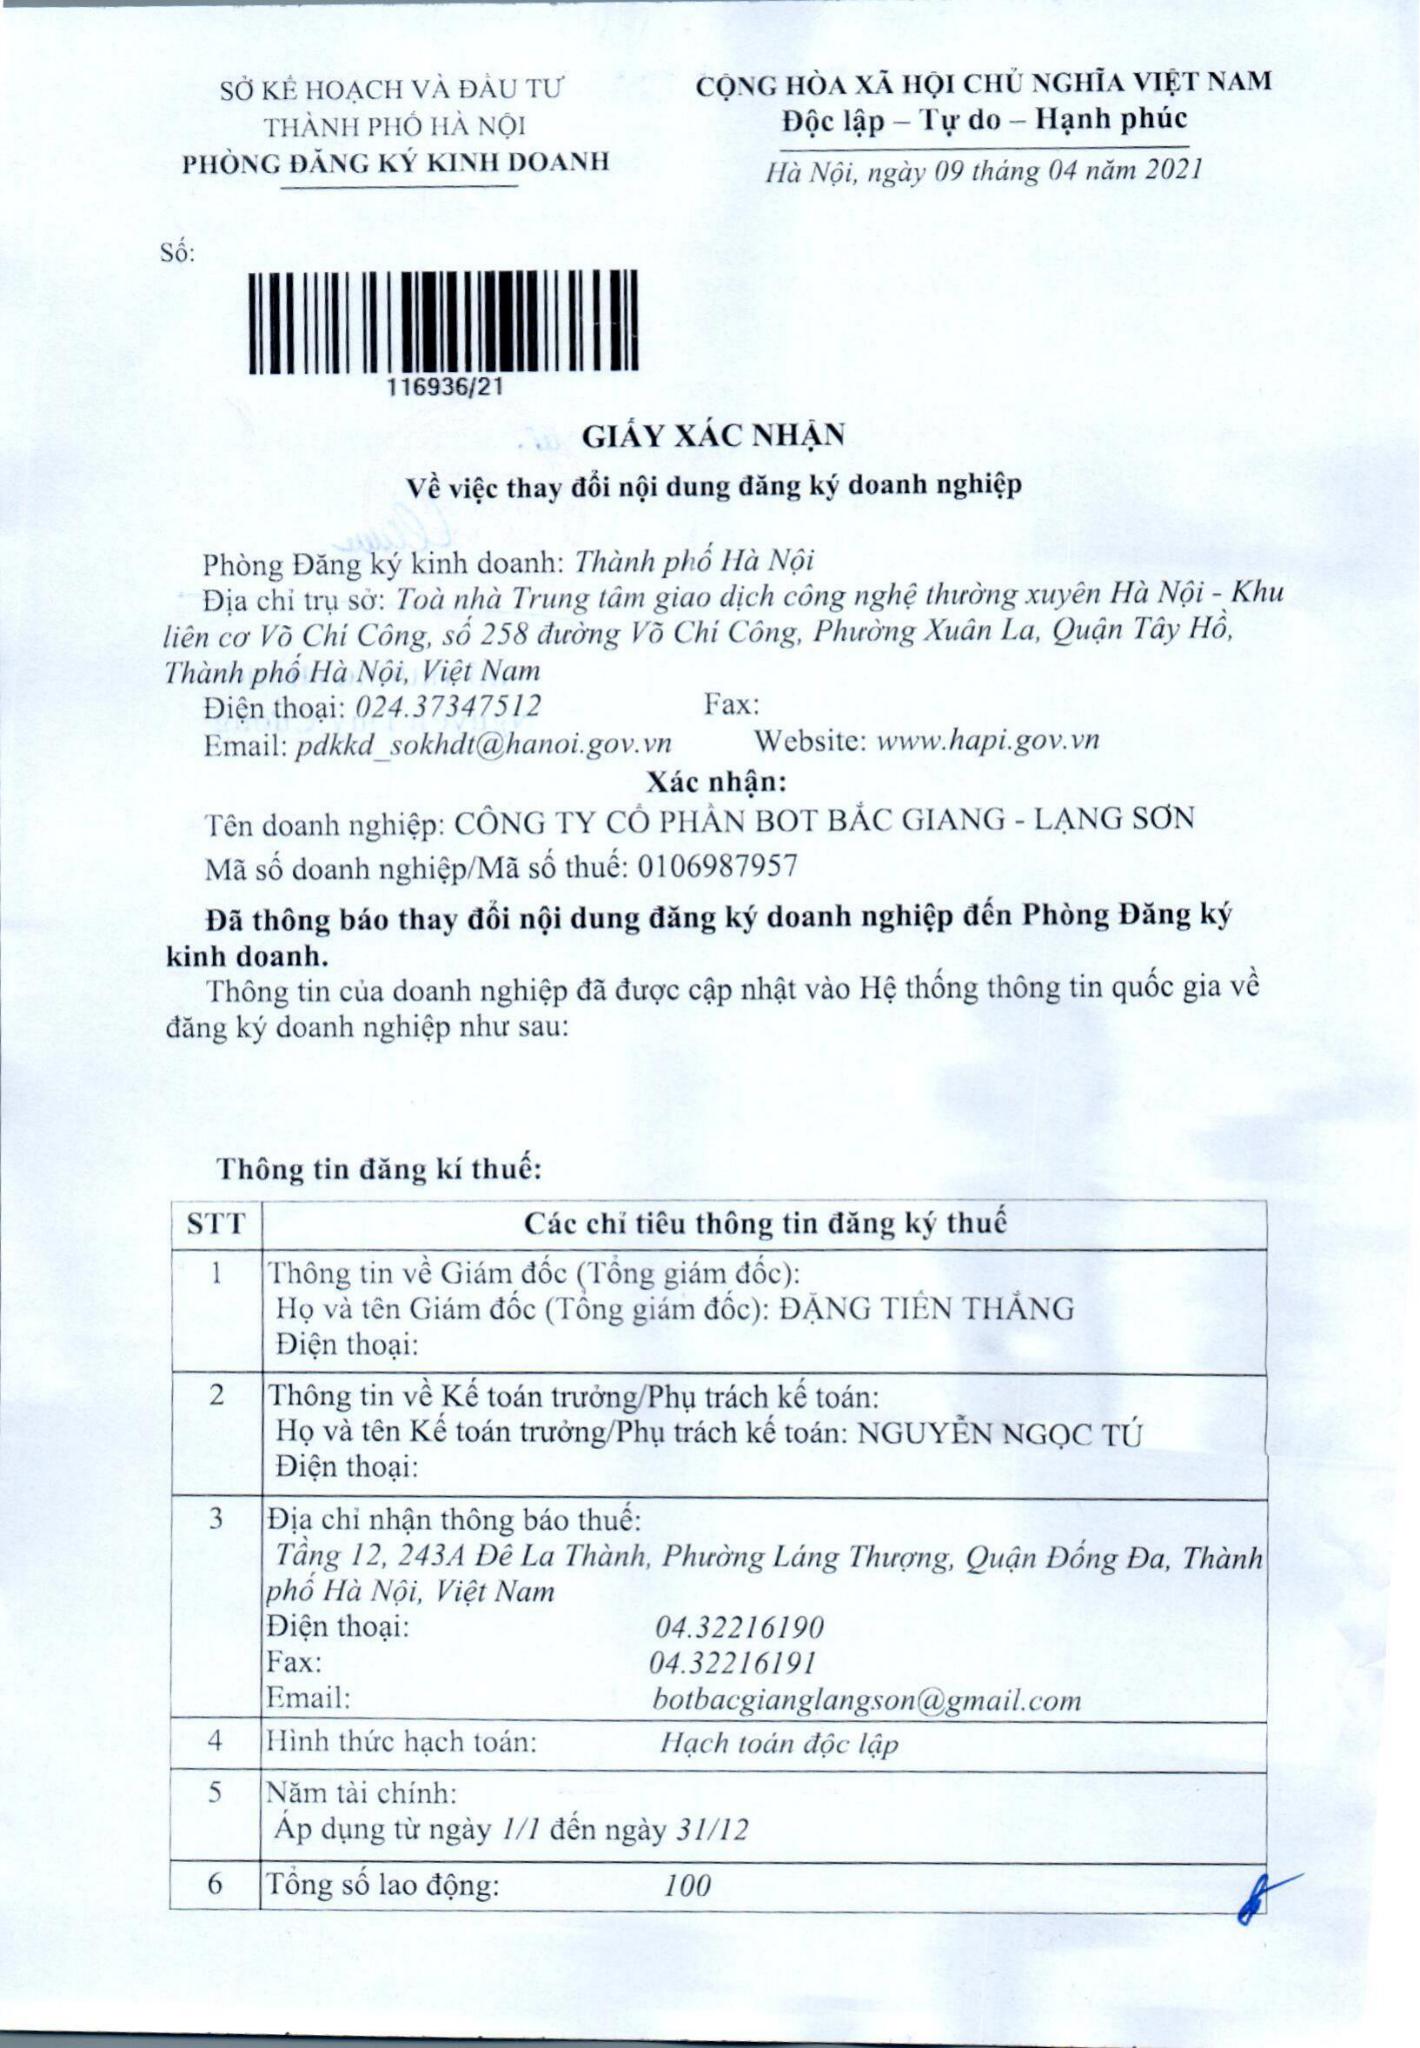 SỞ KẾ HOẠCH VÀ ĐẦU TƯ
THÀNH PHỐ HÀ NỘI
PHÒNG ĐĂNG KÝ KINH DOANH
CỘNG HÒA XÃ HỘI CHỦ NGHĨA VIỆT NAM
Độc lập – Tự do – Hạnh phúc
Hà Nội, ngày 09 tháng 04 năm 2021
Số:
116936/21
GIẤY XÁC NHẬN
Về việc thay đổi nội dung đăng ký doanh nghiệp
Phòng Đăng ký kinh doanh: Thành phố Hà Nội
Địa chỉ trụ sở: Toà nhà Trung tâm giao dịch công nghệ thường xuyên Hà Nội - Khu
liên cơ Võ Chí Công, số 258 đường Võ Chí Công, Phường Xuân La, Quận Tây Hồ,
Thành phố Hà Nội, Việt Nam
Điện thoại: 024.37347512 Fax:
Email: pdkkd_sokhdt@hanoi.gov.vn Website: www.hapi.gov.vn
Xác nhận:
Tên doanh nghiệp: CÔNG TY CỔ PHẦN BOT BẮC GIANG - LẠNG SƠN
Mã số doanh nghiệp/Mã số thuế: 0106987957
Đã thông báo thay đổi nội dung đăng ký doanh nghiệp đến Phòng Đăng ký
kinh doanh.
Thông tin của doanh nghiệp đã được cập nhật vào Hệ thống thông tin quốc gia về
đăng ký doanh nghiệp như sau:
Thông tin đăng kí thuế:
STT Các chỉ tiêu thông tin đăng ký thuế
1 Thông tin về Giám đốc (Tổng giám đốc):
Họ và tên Giám đốc (Tổng giám đốc): ĐẶNG TIẾN THẮNG
Điện thoại:
2 Thông tin về Kế toán trưởng/Phụ trách kế toán:
Họ và tên Kế toán trưởng/Phụ trách kế toán: NGUYỄN NGỌC TÚ
Điện thoại:
3 Địa chỉ nhận thông báo thuế:
Tầng 12, 243A Đê La Thành, Phường Láng Thượng, Quận Đống Đa, Thành
phố Hà Nội, Việt Nam
Điện thoại: 04.32216190
Fax: 04.32216191
Email: botbacgianglangson@gmail.com
4 Hình thức hạch toán: Hạch toán độc lập
5 Năm tài chính:
Áp dụng từ ngày 1/1 đến ngày 31/12
6 Tổng số lao động: 100